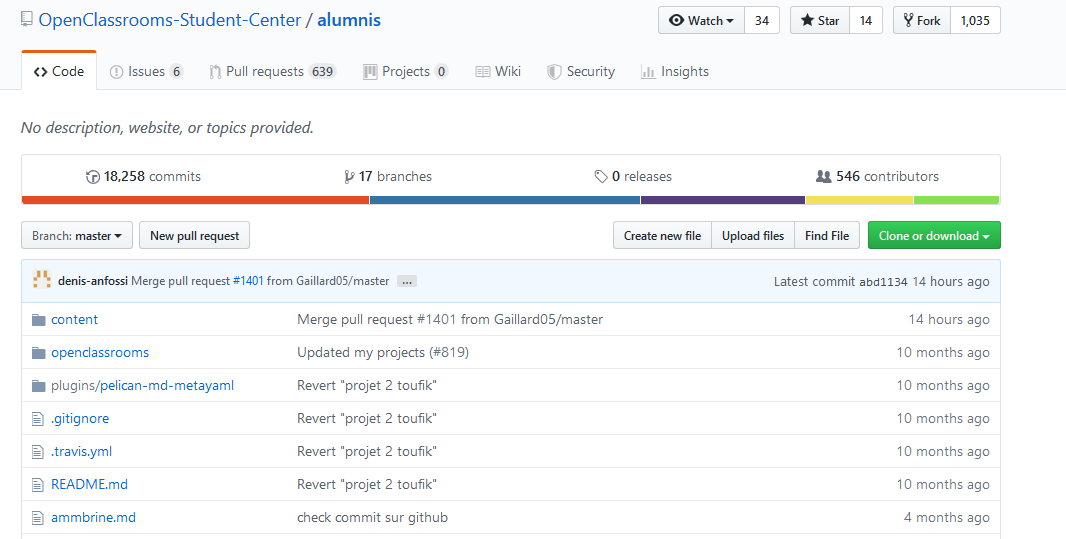 OpenClassrooms-Student-Center / alumnis Watch 34 Star 14 Fork 1,035
Code Issues 6 Pull requests 639 Projects 0 Wiki Security Insights
No description, website, or topics provided.
18,258 commits 17 branches 0 releases 546 contributors
Branch: master New pull request Create new file Upload files Find File Clone or download
denis-anfossi Merge pull request #1401 from Gaillard05/master ... Latest commit abd1134 14 hours ago
content Merge pull request #1401 from Gaillard05/master 14 hours ago
openclassrooms Updated my projects (#819) 10 months ago
plugins/pelican-md-metayaml Revert "projet 2 toufik" 10 months ago
.gitignore Revert "projet 2 toufik" 10 months ago
.travis.yml Revert "projet 2 toufik" 10 months ago
README.md Revert "projet 2 toufik" 10 months ago
ammbrine.md check commit sur github 4 months ago